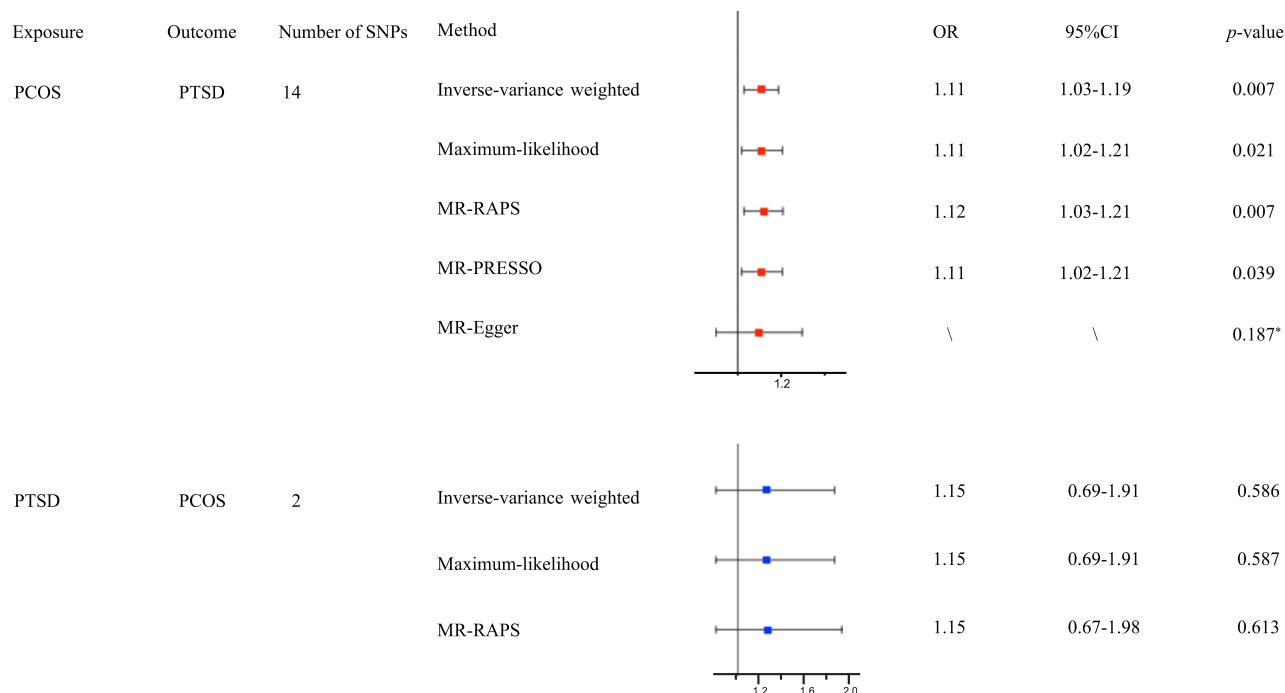 Exposure Outcome Number of SNPs Method OR 95%CI p-value
PCOS PTSD 14 Inverse-variance weighted 1.11 1.03-1.19 0.007
Maximum-likelihood 1.11 1.02-1.21 0.021
MR-RAPS 1.12 1.03-1.21 0.007
MR-PRESSO 1.11 1.02-1.21 0.039
MR-Egger \ \ 0.187*
1.2
PTSD PCOS 2 Inverse-variance weighted 1.15 0.69-1.91 0.586
Maximum-likelihood 1.15 0.69-1.91 0.587
MR-RAPS 1.15 0.67-1.98 0.613
1.2 1.6 2.0